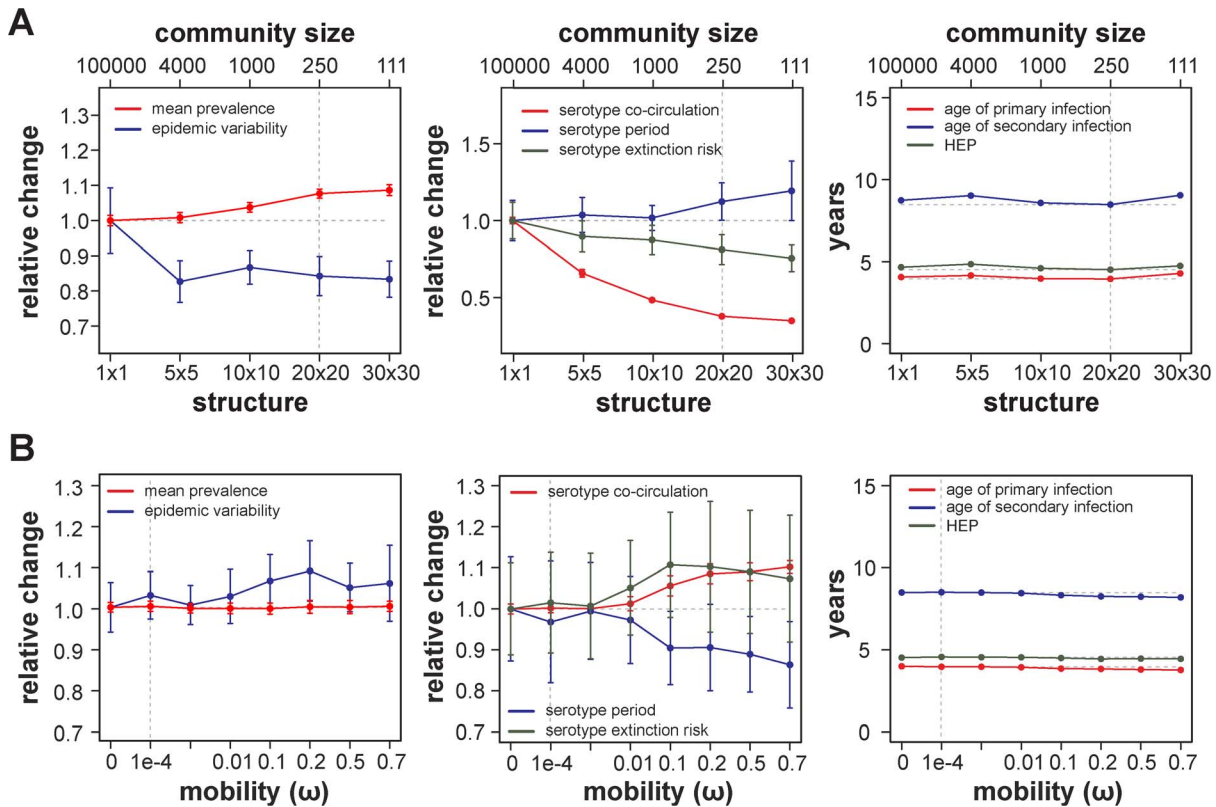 A
community size
100000 4000 1000 250 111
mean prevalence
epidemic variability
relative change
1.3
1.2
1.1
1.0
0.9
0.8
0.7
1x1 5x5 10x10 20x20 30x30
structure
community size
100000 4000 1000 250 111
serotype co-circulation
serotype period
serotype extinction risk
relative change
1.5
1.0
0.5
1x1 5x5 10x10 20x20 30x30
structure
community size
100000 4000 1000 250 111
age of primary infection
age of secondary infection
HEP
years
15
10
5
0
1x1 5x5 10x10 20x20 30x30
structure
B
mean prevalence
epidemic variability
relative change
1.3
1.2
1.1
1.0
0.9
0.8
0.7
0 1e-4 0.01 0.1 0.2 0.5 0.7
mobility (ω)
serotype co-circulation
relative change
1.3
1.2
1.1
1.0
0.9
0.8
0.7
serotype period
serotype extinction risk
0 1e-4 0.01 0.1 0.2 0.5 0.7
mobility (ω)
age of primary infection
age of secondary infection
HEP
years
15
10
5
0
0 1e-4 0.01 0.1 0.2 0.5 0.7
mobility (ω)